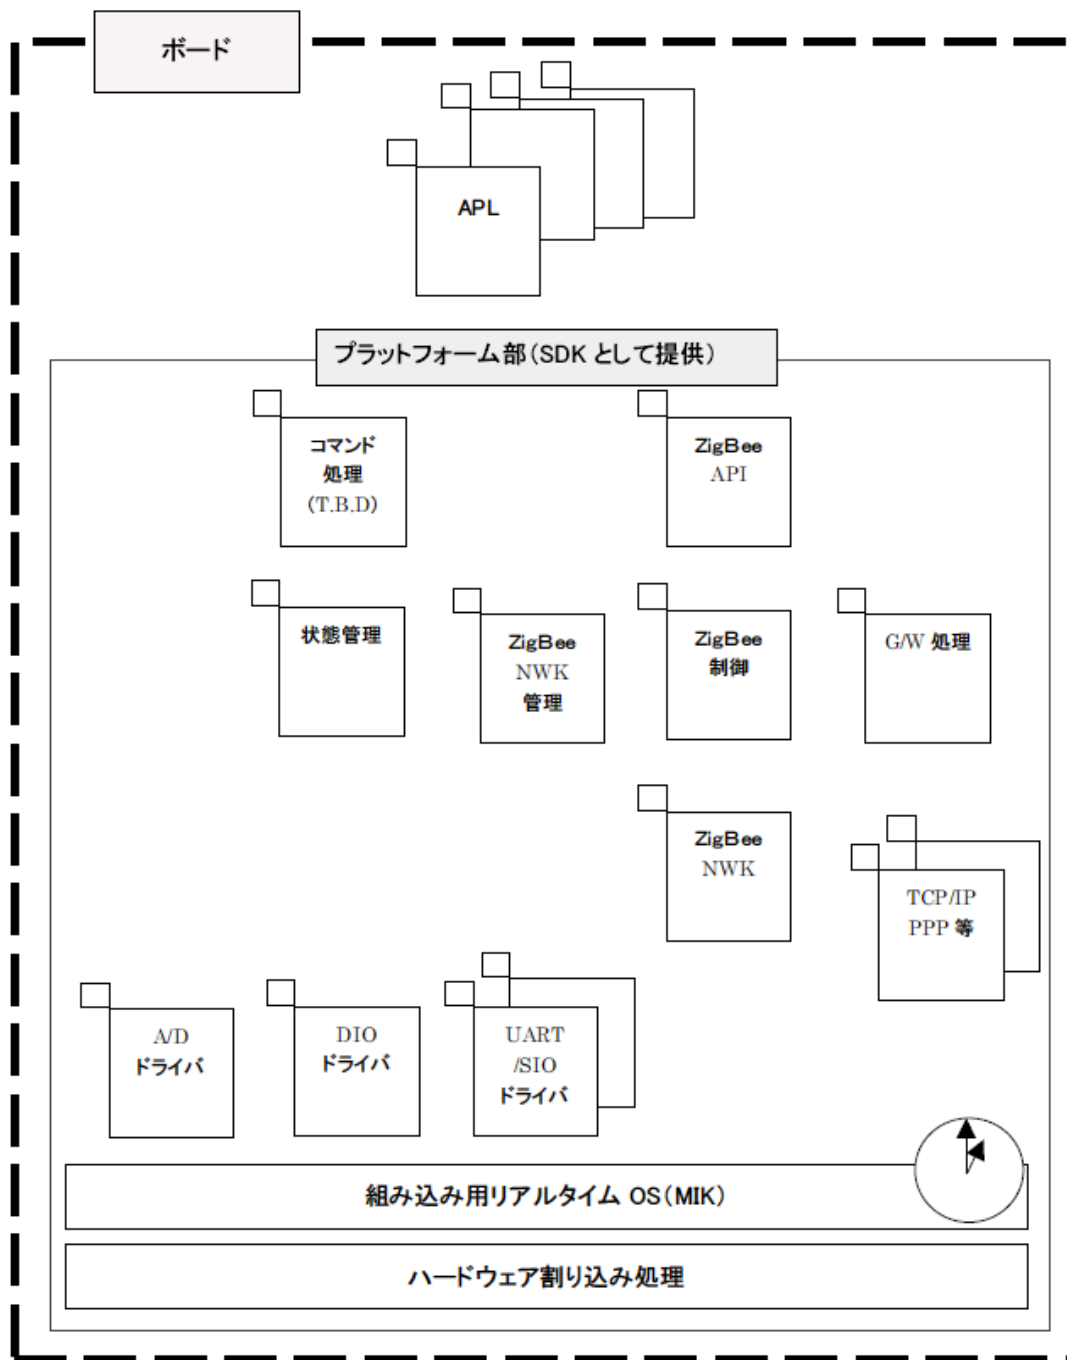 ボード
APL
プラットフォーム部(SDK として提供)
コマンド
処理
(T.B.D)
ZigBee
API
状態管理
ZigBee
NWK
管理
ZigBee
制御
G/W 処理
ZigBee
NWK
TCP/IP
PPP 等
A/D
ドライバ
DIO
ドライバ
UART
/SIO
ドライバ
組み込み用リアルタイム OS(MIK)
ハードウェア割り込み処理